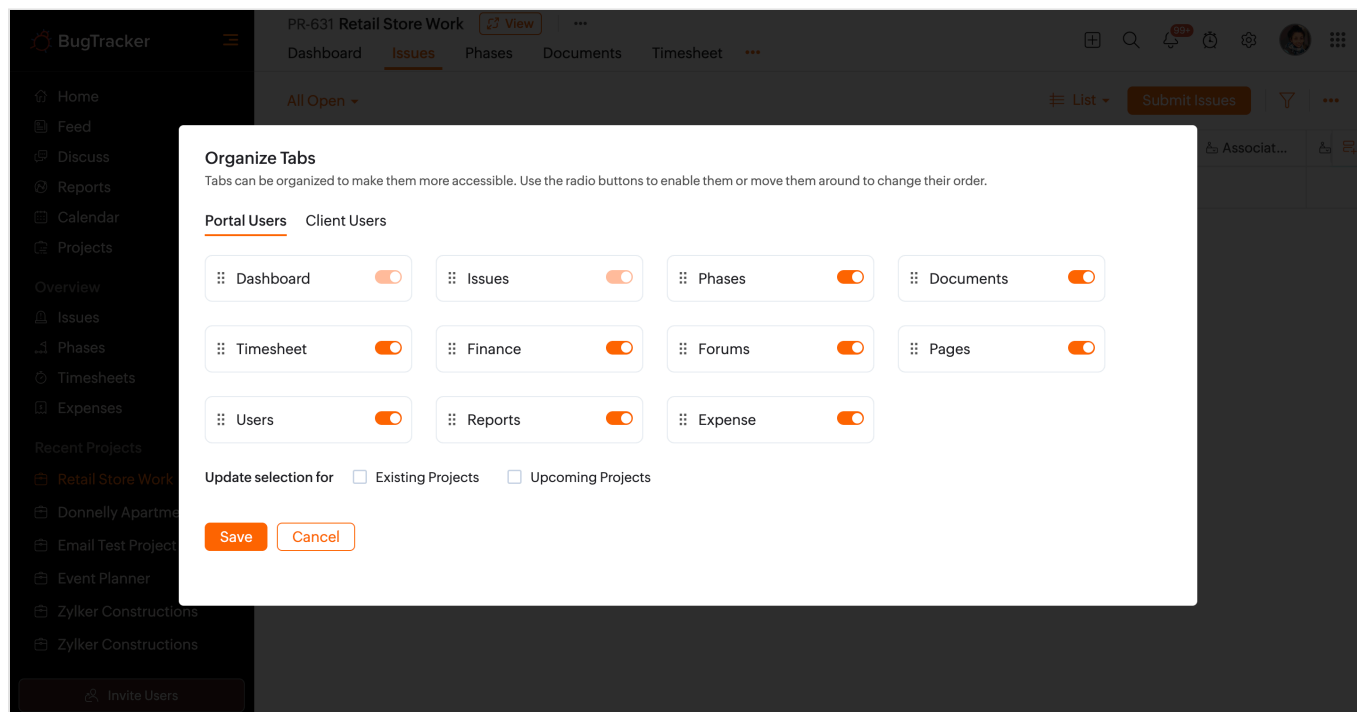 BugTracker
PR-631 Retail Store Work View
Dashboard Issues Phases Documents Timesheet
99+
Home
Feed
Discuss
Reports
Calendar
Projects
Overview
Issues
Phases
Timesheets
Expenses
Recent Projects
Retail Store Work
Donnelly Apartme
Email Test Project
Event Planner
Zylker Constructions
Zylker Constructions
Invite Users
All Open List Submit Issues
Associat...
Organize Tabs
Tabs can be organized to make them more accessible. Use the radio buttons to enable them or move them around to change their order.
Portal Users Client Users
Dashboard Issues Phases Documents
Timesheet Finance Forums Pages
Users Reports Expense
Update selection for Existing Projects Upcoming Projects
Save Cancel